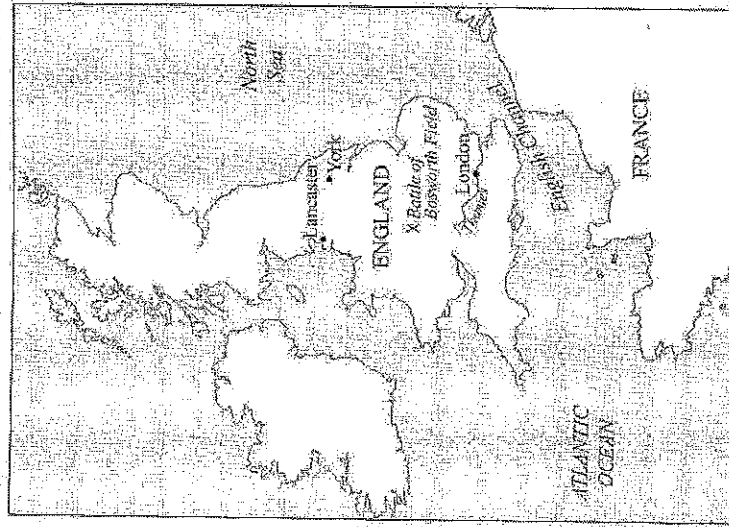 North
Sea
Lancaster
York
ENGLAND
X Battle of
Bosworth Field
London
Thames
English Channel
FRANCE
ATLANTIC
OCEAN